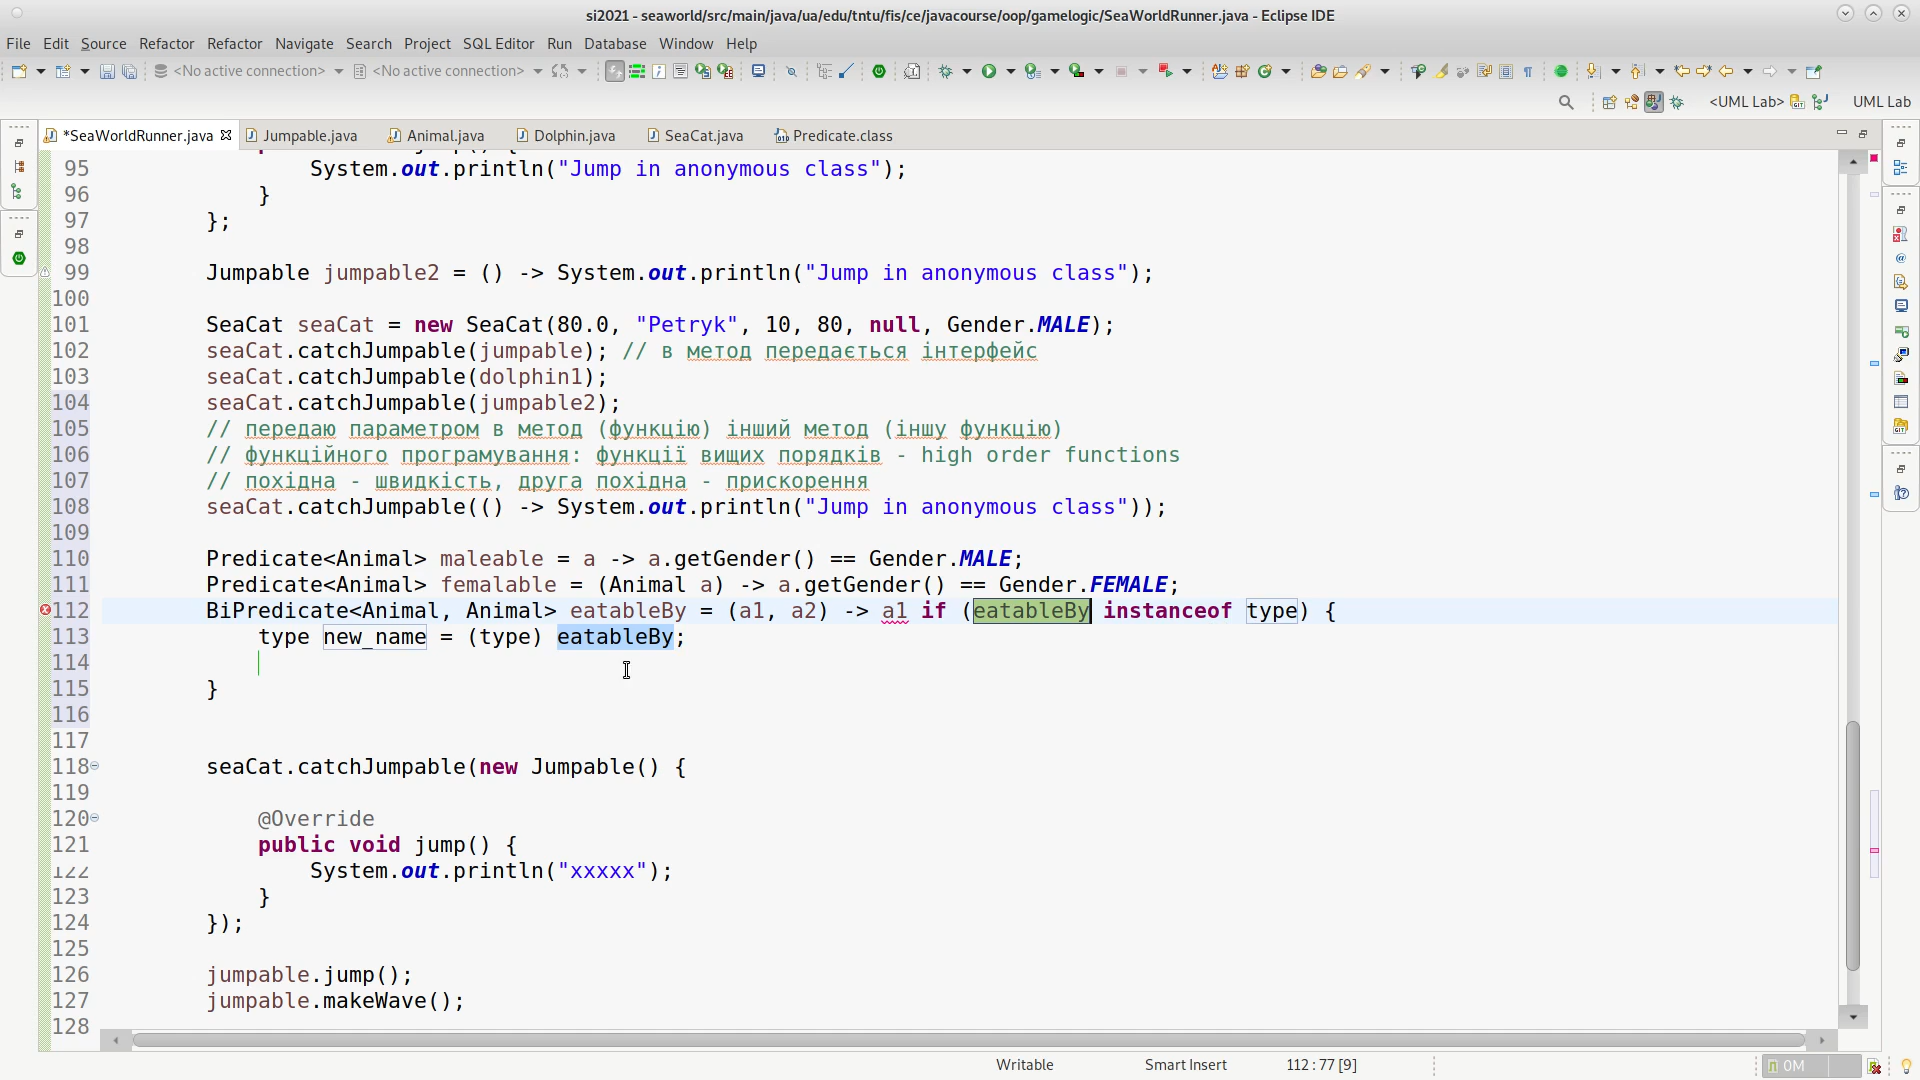 si2021 - seaworld/src/main/java/ua/edu/tntu/fis/ce/javacourse/oop/gamelogic/SeaWorldRunner.java - Eclipse IDE
File Edit Source Refactor Refactor Navigate Search Project SQL Editor Run Database Window Help
<No active connection> <No active connection>
<UML Lab> UML Lab
*SeaWorldRunner.java Jumpable.java Animal.java Dolphin.java SeaCat.java Predicate.class
95 System.out.println("Jump in anonymous class");
96 }
97 };
98
99 Jumpable jumpable2 = () -> System.out.println("Jump in anonymous class");
100
101 SeaCat seaCat = new SeaCat(80.0, "Petryk", 10, 80, null, Gender.MALE);
102 seaCat.catchJumpable(jumpable); // в метод передається інтерфейс
103 seaCat.catchJumpable(dolphin1);
104 seaCat.catchJumpable(jumpable2);
105 // передаю параметром в метод (функцію) інший метод (іншу функцію)
106 // функційного програмування: функції вищих порядків - high order functions
107 // похідна - швидкість, друга похідна - прискорення
108 seaCat.catchJumpable(() -> System.out.println("Jump in anonymous class"));
109
110 Predicate<Animal> maleable = a -> a.getGender() == Gender.MALE;
111 Predicate<Animal> femalable = (Animal a) -> a.getGender() == Gender.FEMALE;
112 BiPredicate<Animal, Animal> eatableBy = (a1, a2) -> a1 if (eatableBy instanceof type) {
113 type new_name = (type) eatableBy;
114
115 }
116
117
118 seaCat.catchJumpable(new Jumpable() {
119
120 @Override
121 public void jump() {
122 System.out.println("xxxxx");
123 }
124 });
125
126 jumpable.jump();
127 jumpable.makeWave();
128
Writable Smart Insert 112 : 77 [9] 0M